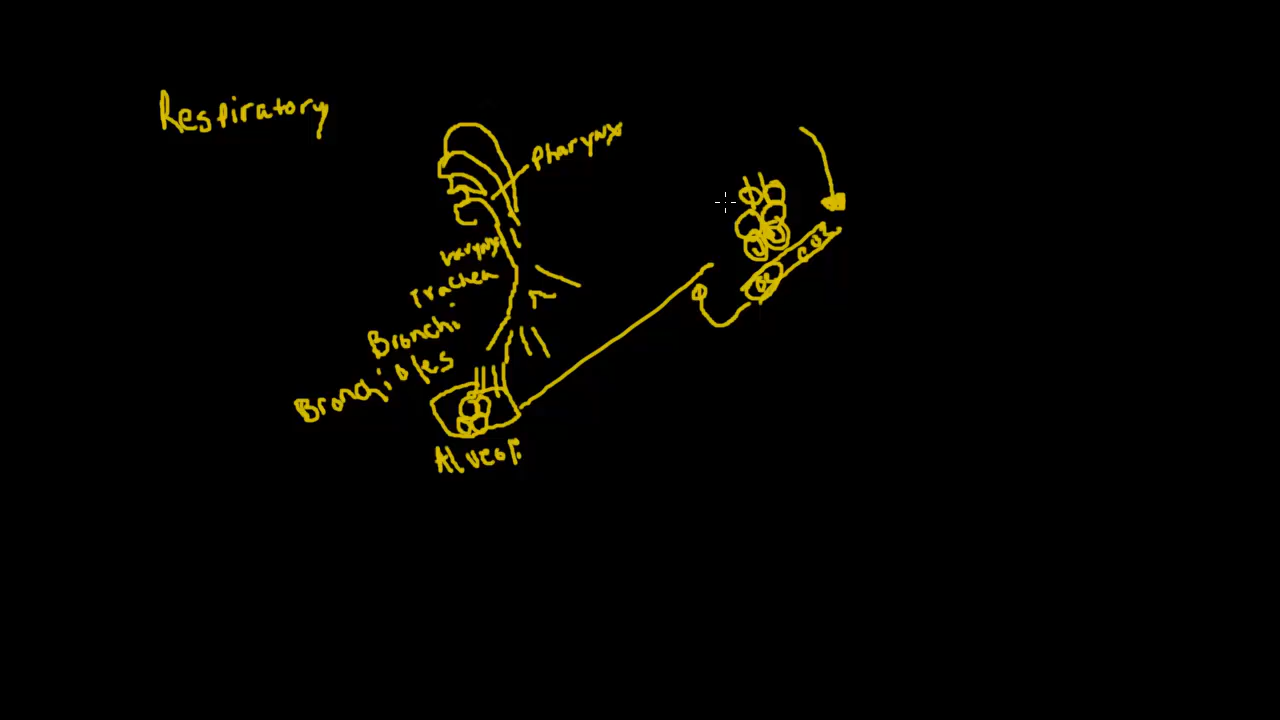 Respiratory
Pharynx
Larynx
Trachea
Bronchi
Bronchioles
Alveoli
CO2